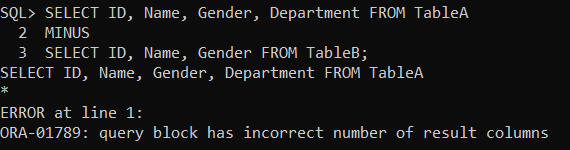 SQL> SELECT ID, Name, Gender, Department FROM TableA
  2  MINUS
  3  SELECT ID, Name, Gender FROM TableB;
SELECT ID, Name, Gender, Department FROM TableA
*
ERROR at line 1:
ORA-01789: query block has incorrect number of result columns